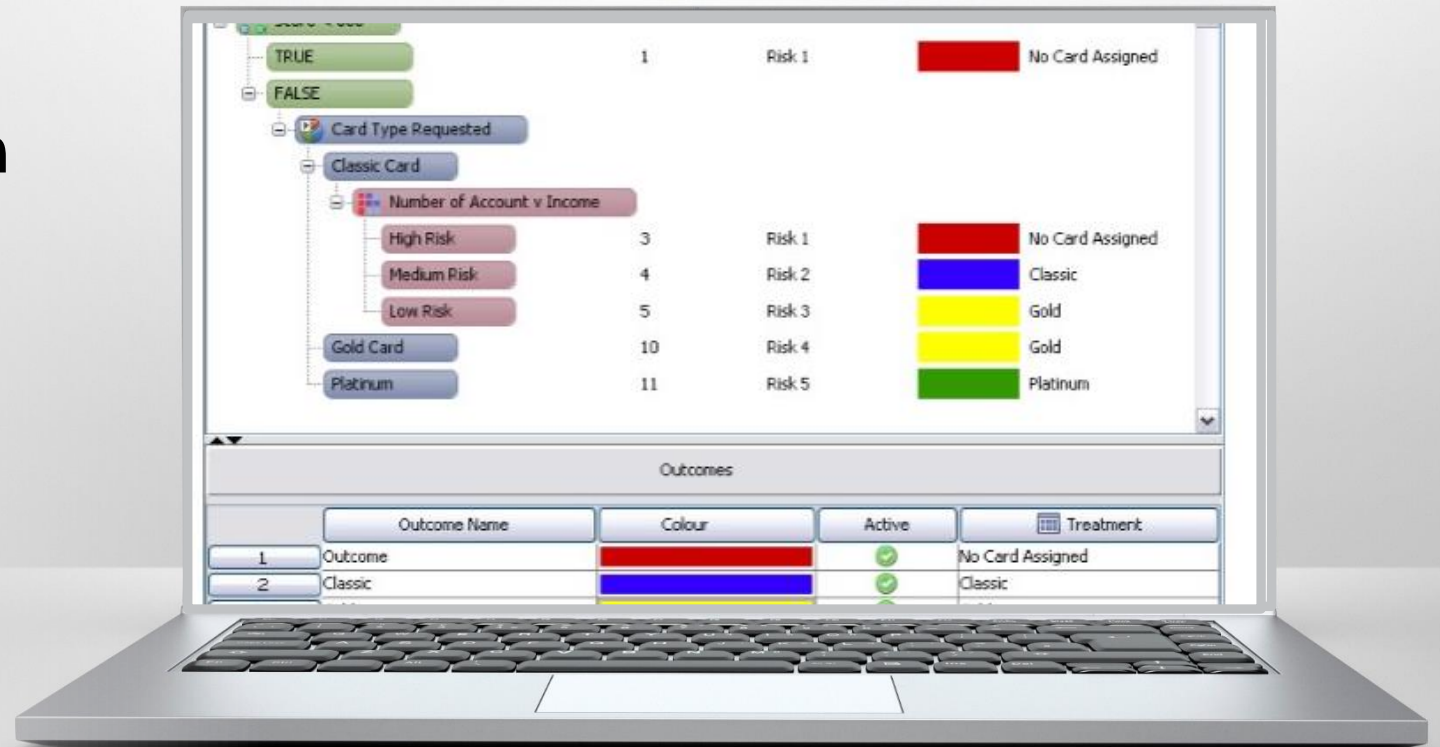 TRUE 1 Risk 1 No Card Assigned
FALSE
Card Type Requested
Classic Card
Number of Account v Income
High Risk 3 Risk 1 No Card Assigned
Medium Risk 4 Risk 2 Classic
Low Risk 5 Risk 3 Gold
Gold Card 10 Risk 4 Gold
Platinum 11 Risk 5 Platinum
Outcomes
Outcome Name Colour Active Treatment
1 Outcome No Card Assigned
2 Classic Classic